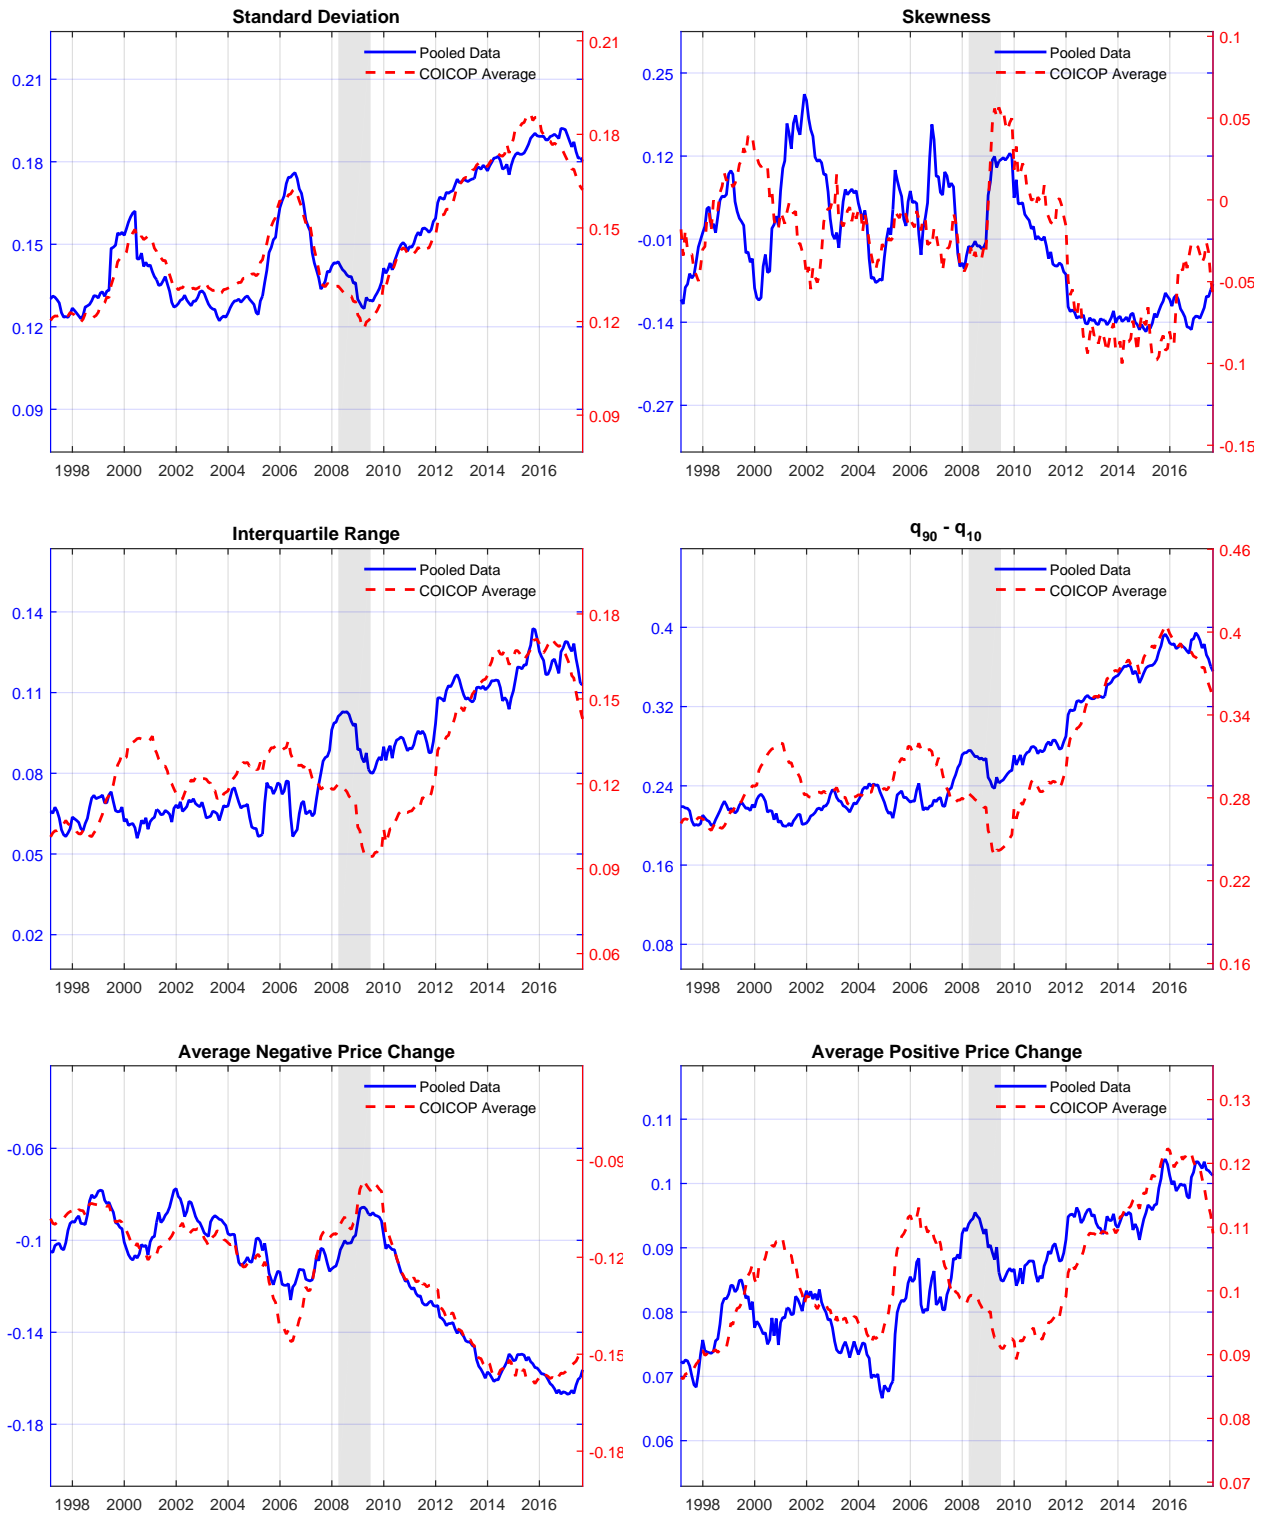 Standard Deviation
Pooled Data
COICOP Average
0.21
0.18
0.15
0.12
0.09
0.21
0.18
0.15
0.12
0.09
1998 2000 2002 2004 2006 2008 2010 2012 2014 2016
Skewness
Pooled Data
COICOP Average
0.25
0.12
-0.01
-0.14
-0.27
0.1
0.05
0
-0.05
-0.1
-0.15
1998 2000 2002 2004 2006 2008 2010 2012 2014 2016
Interquartile Range
Pooled Data
COICOP Average
0.14
0.11
0.08
0.05
0.02
0.18
0.15
0.12
0.09
0.06
1998 2000 2002 2004 2006 2008 2010 2012 2014 2016
q90 - q10
Pooled Data
COICOP Average
0.4
0.32
0.24
0.16
0.08
0.46
0.4
0.34
0.28
0.22
0.16
1998 2000 2002 2004 2006 2008 2010 2012 2014 2016
Average Negative Price Change
Pooled Data
COICOP Average
-0.06
-0.1
-0.14
-0.18
-0.09
-0.12
-0.15
-0.18
1998 2000 2002 2004 2006 2008 2010 2012 2014 2016
Average Positive Price Change
Pooled Data
COICOP Average
0.11
0.1
0.09
0.08
0.07
0.06
0.13
0.12
0.11
0.1
0.09
0.08
0.07
1998 2000 2002 2004 2006 2008 2010 2012 2014 2016